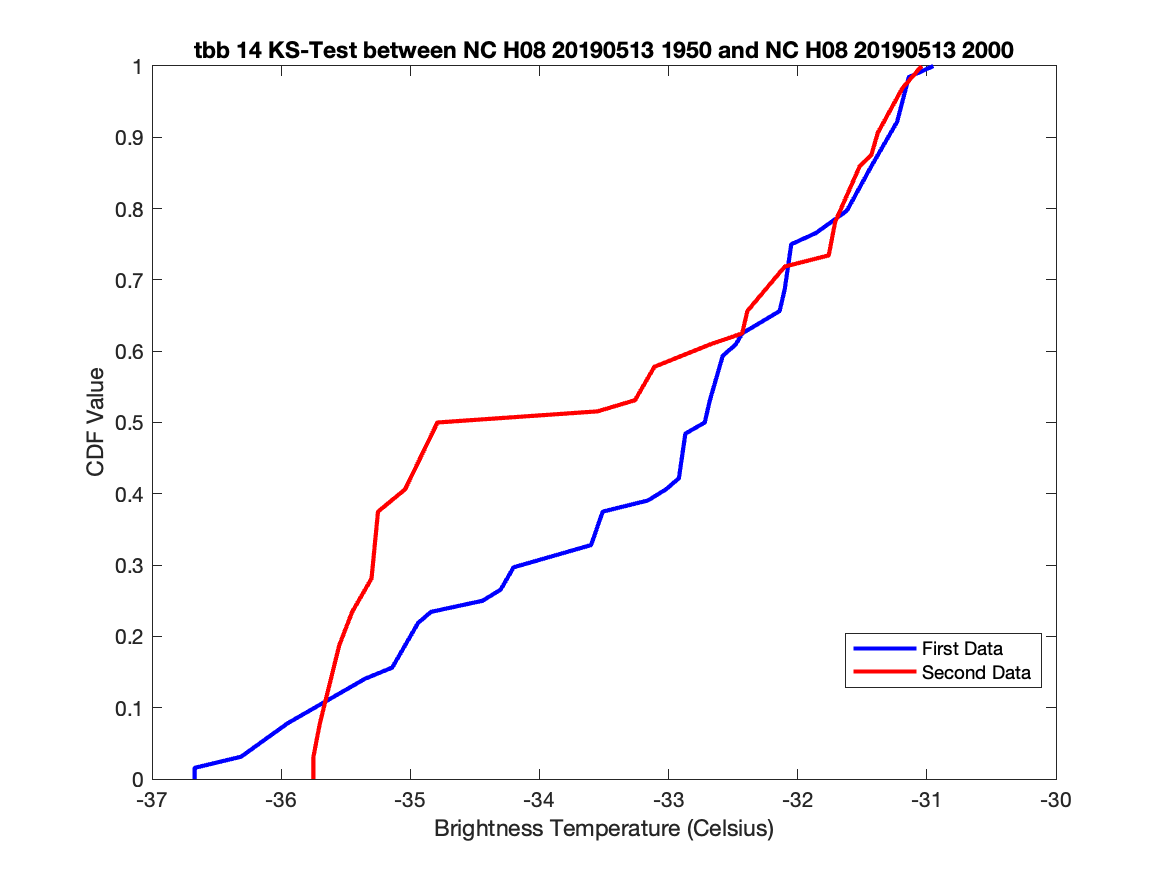 tbb 14 KS-Test between NC H08 20190513 1950 and NC H08 20190513 2000
1
0.9
0.8
0.7
0.6
0.5
0.4
0.3
0.2
0.1
0
CDF Value
First Data
Second Data
-37 -36 -35 -34 -33 -32 -31 -30
Brightness Temperature (Celsius)